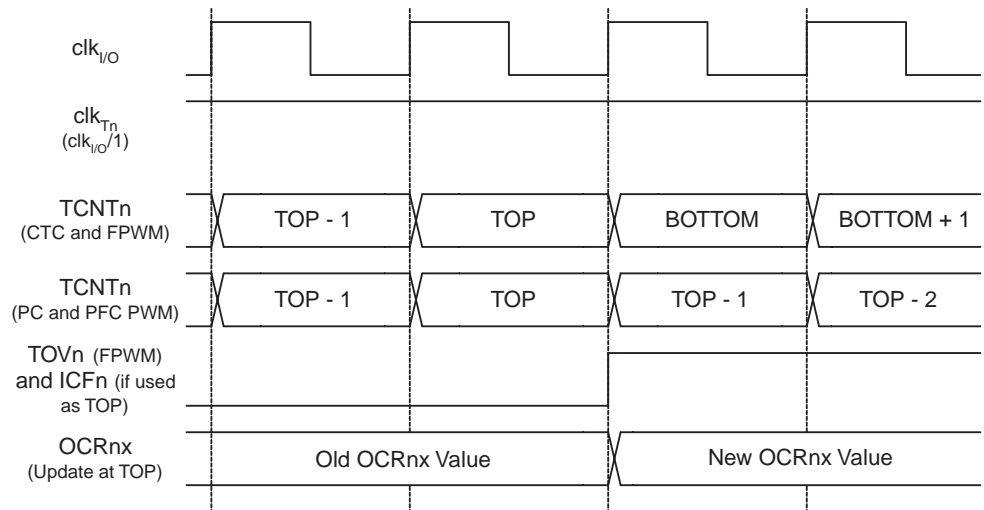 clkI/O
clkTn
(clkI/O/1)
TCNTn
(CTC and FPWM)
TOP - 1
TOP
BOTTOM
BOTTOM + 1
TCNTn
(PC and PFC PWM)
TOP - 1
TOP
TOP - 1
TOP - 2
TOVn (FPWM)
and ICFn (if used
as TOP)
OCRnx
(Update at TOP)
Old OCRnx Value
New OCRnx Value